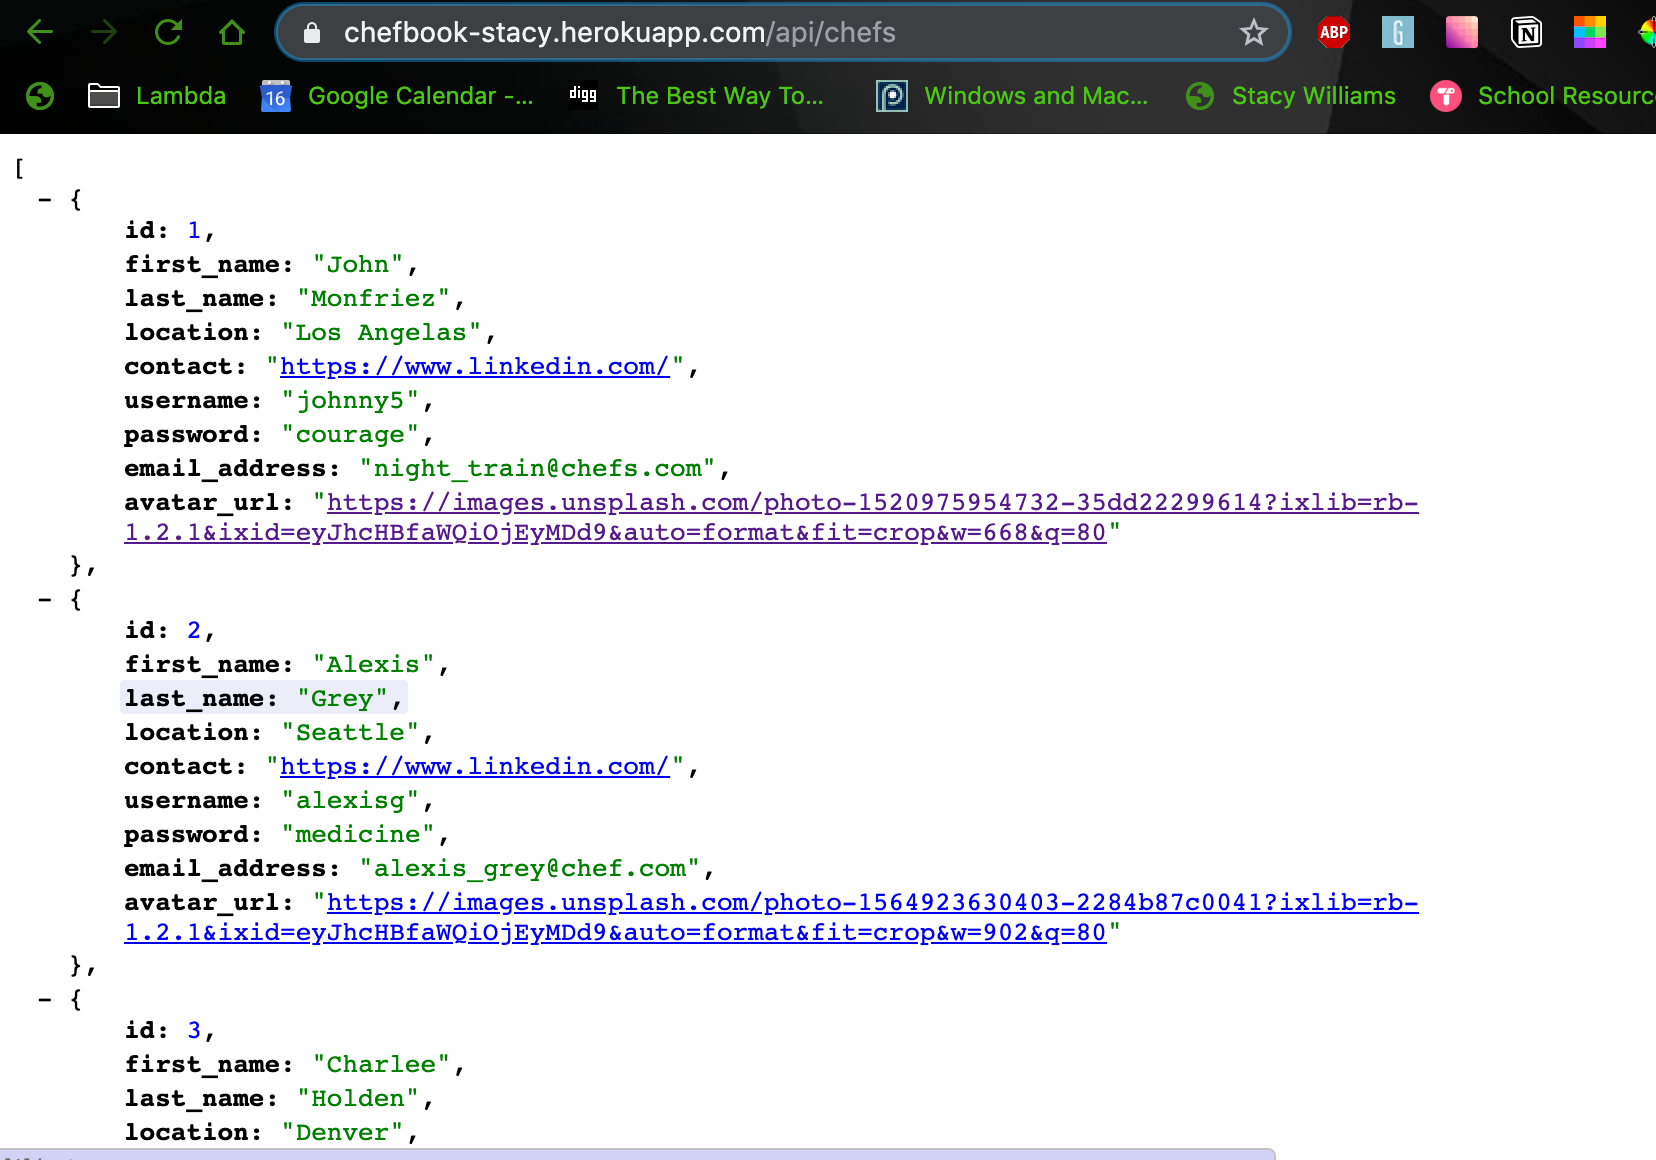 chefbook-stacy.herokuapp.com/api/chefs ABP G N
Lambda 16 Google Calendar -... digg The Best Way To... P Windows and Mac... Stacy Williams T School Resourc
[
- {
id: 1,
first_name: "John",
last_name: "Monfriez",
location: "Los Angelas",
contact: "https://www.linkedin.com/",
username: "johnny5",
password: "courage",
email_address: "night_train@chefs.com",
avatar_url: "https://images.unsplash.com/photo-1520975954732-35dd22299614?ixlib=rb-
1.2.1&ixid=eyJhcHBfaWQiOjEyMDd9&auto=format&fit=crop&w=668&q=80"
},
- {
id: 2,
first_name: "Alexis",
last_name: "Grey",
location: "Seattle",
contact: "https://www.linkedin.com/",
username: "alexisg",
password: "medicine",
email_address: "alexis_grey@chef.com",
avatar_url: "https://images.unsplash.com/photo-1564923630403-2284b87c0041?ixlib=rb-
1.2.1&ixid=eyJhcHBfaWQiOjEyMDd9&auto=format&fit=crop&w=902&q=80"
},
- {
id: 3,
first_name: "Charlee",
last_name: "Holden",
location: "Denver",